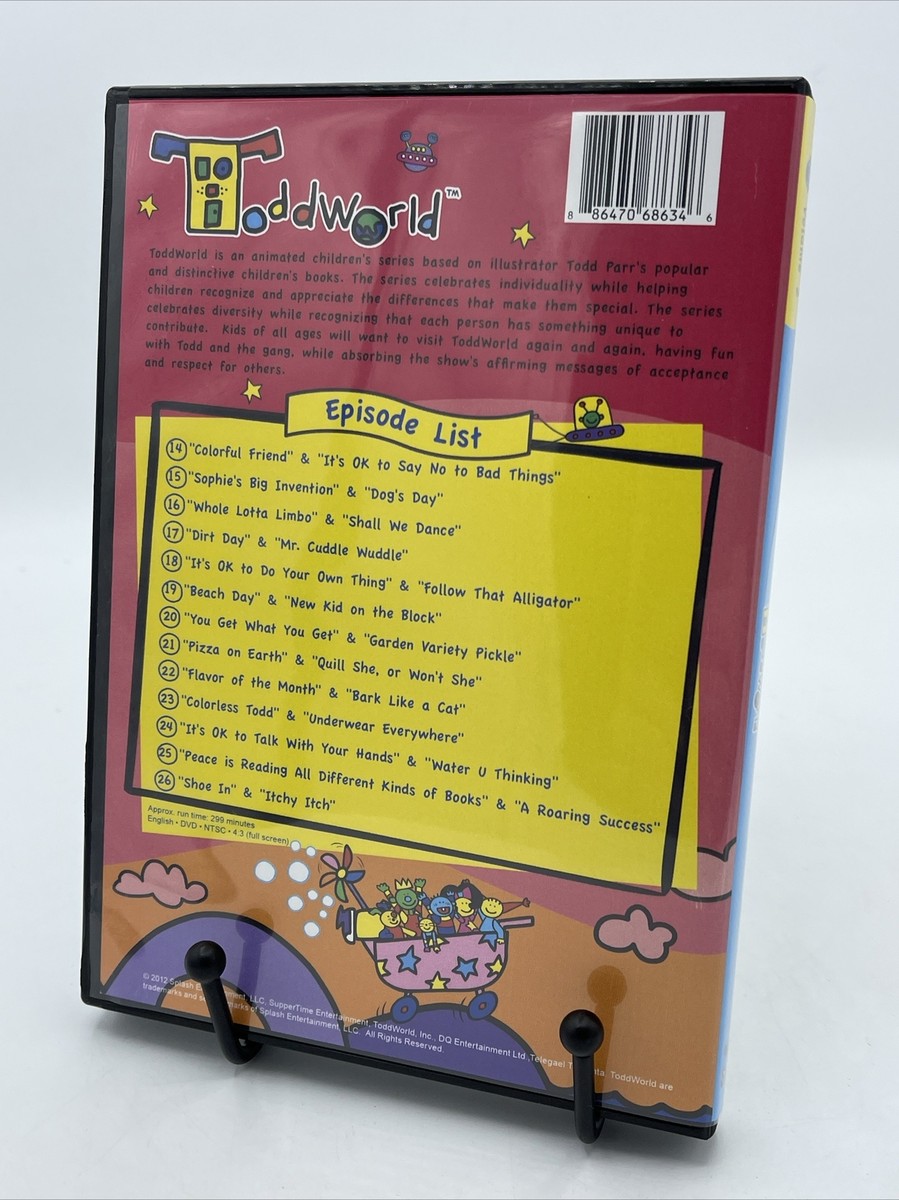 ToddWorld™
8 86470 68634 6
ToddWorld is an animated children's series based on illustrator Todd Parr's popular
and distinctive children's books. The series celebrates individuality while helping
children recognize and appreciate the differences that make them special. The series
celebrates diversity while recognizing that each person has something unique to
contribute. Kids of all ages will want to visit ToddWorld again and again, having fun
with Todd and the gang, while absorbing the show's affirming messages of acceptance
and respect for others.
Episode List
14 "Colorful Friend" & "It's OK to Say No to Bad Things"
15 "Sophie's Big Invention" & "Dog's Day"
16 "Whole Lotta Limbo" & "Shall We Dance"
17 "Dirt Day" & "Mr. Cuddle Wuddle"
18 "It's OK to Do Your Own Thing" & "Follow That Alligator"
19 "Beach Day" & "New Kid on the Block"
20 "You Get What You Get" & "Garden Variety Pickle"
21 "Pizza on Earth" & "Quill She, or Won't She"
22 "Flavor of the Month" & "Bark Like a Cat"
23 "Colorless Todd" & "Underwear Everywhere"
24 "It's OK to Talk With Your Hands" & "Water U Thinking"
25 "Peace is Reading All Different Kinds of Books" & "A Roaring Success"
26 "Shoe In" & "Itchy Itch"
Approx. run time: 299 minutes
English • DVD • NTSC • 4:3 (full screen)
© 2012 Splash LLC, SupperTime Entertainment, ToddWorld, Inc., DQ Entertainment Ltd., Telegael ToddWorld are
trademarks and of Splash Entertainment, LLC. All Rights Reserved.